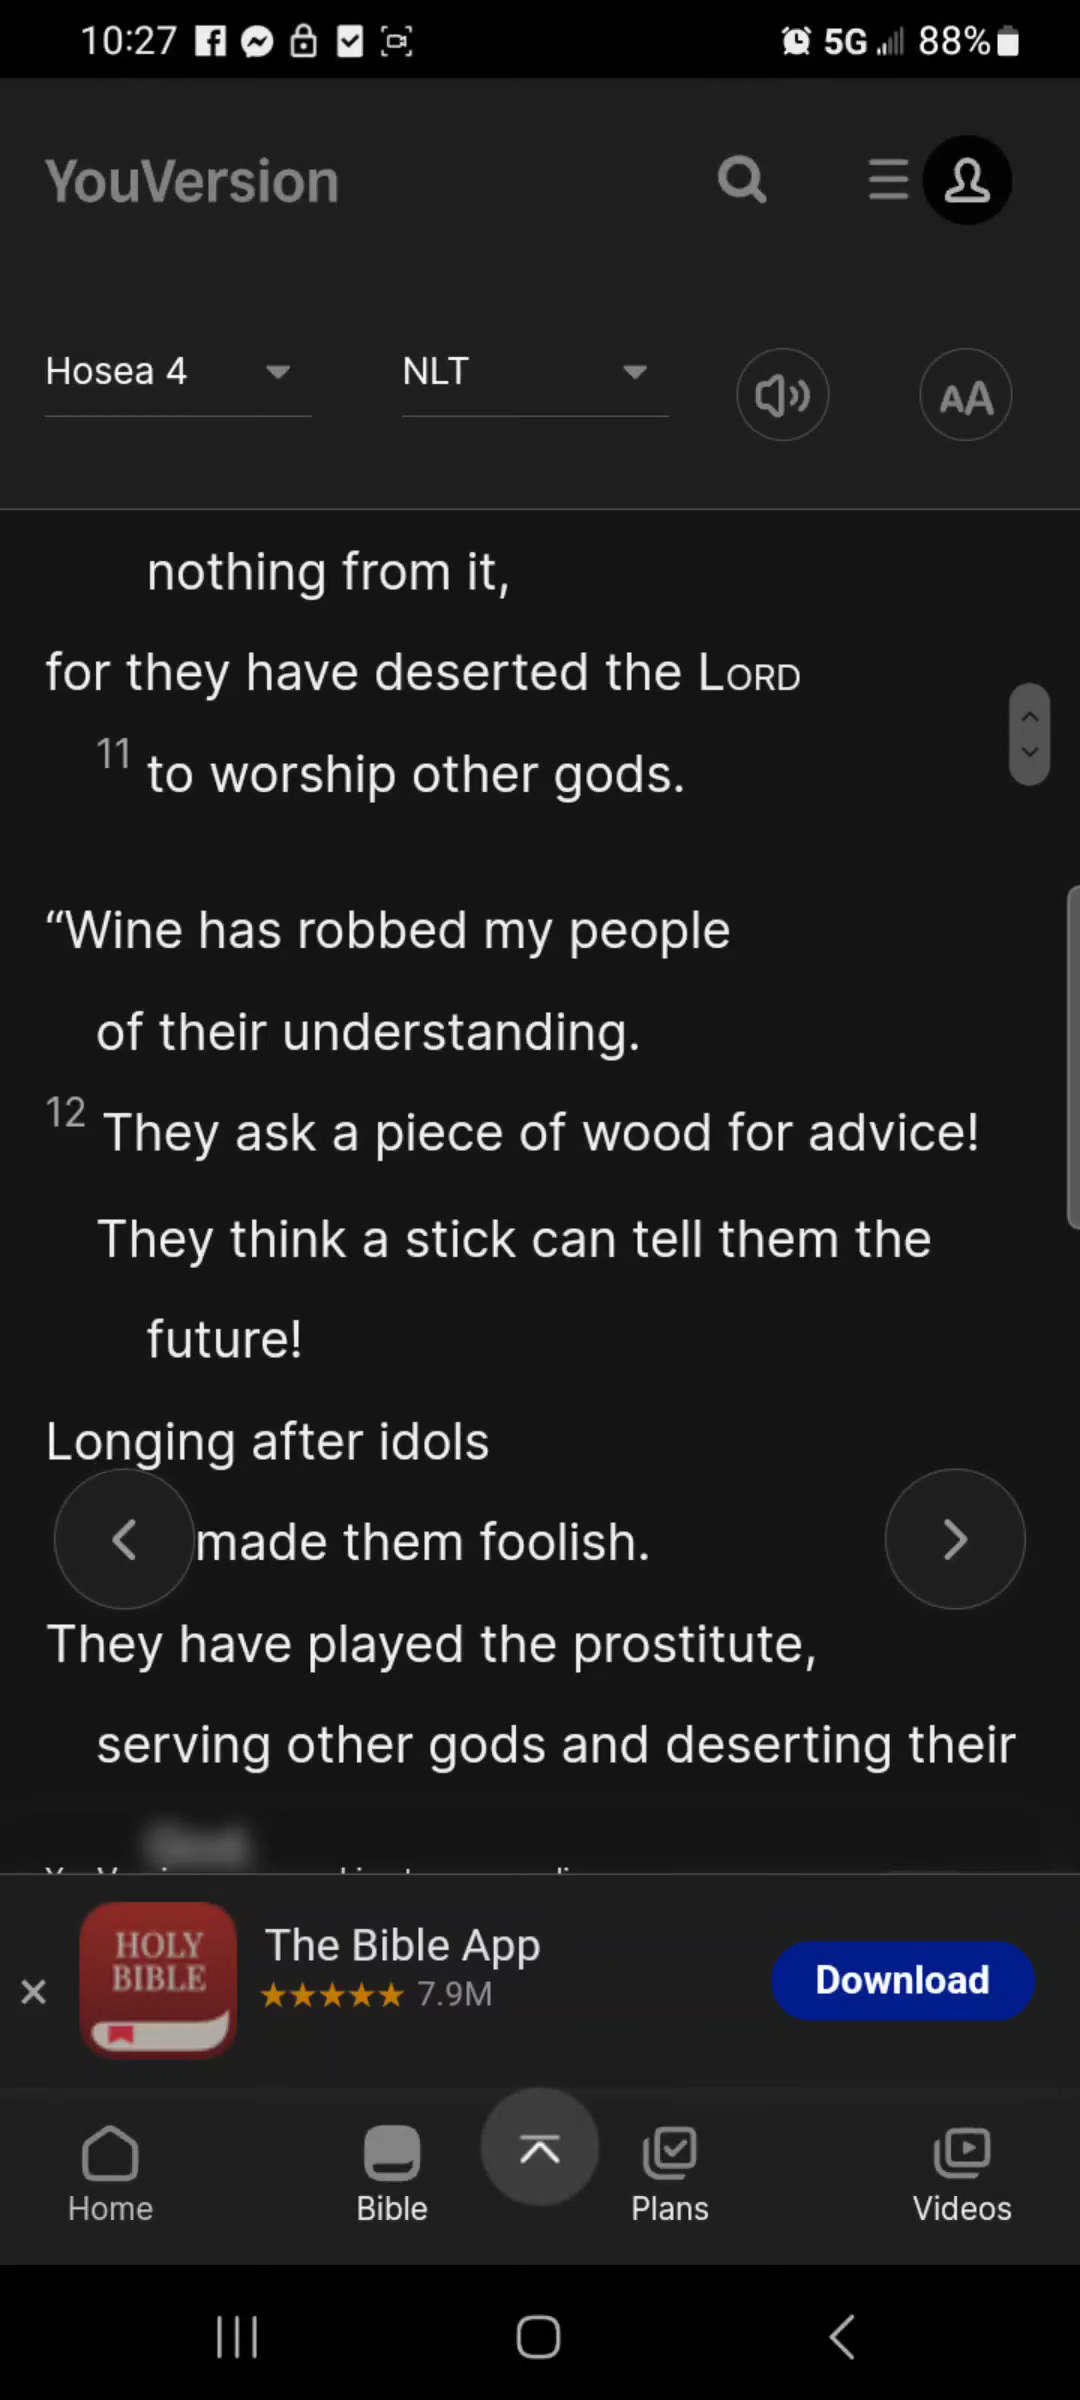 10:27 5G 88%
YouVersion
Hosea 4 NLT AA
nothing from it,
for they have deserted the LORD
11 to worship other gods.
“Wine has robbed my people
of their understanding.
12 They ask a piece of wood for advice!
They think a stick can tell them the
future!
Longing after idols
made them foolish.
They have played the prostitute,
serving other gods and deserting their
HOLY
BIBLE
The Bible App
7.9M
Download
Home Bible Plans Videos